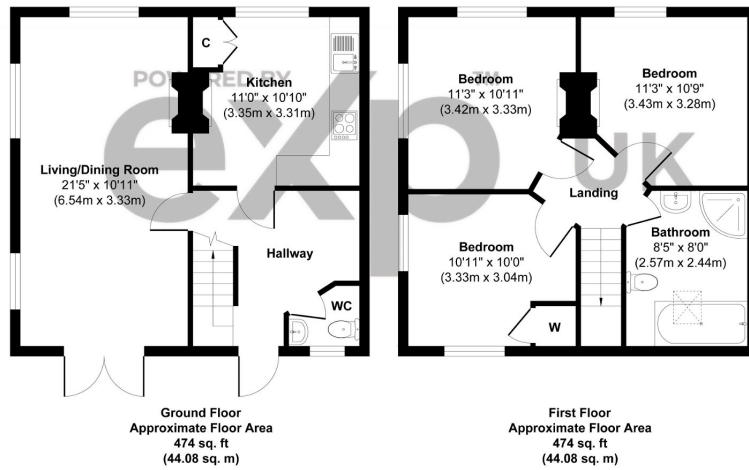 C
POWERED BY
Kitchen
11'0" x 10'10"
(3.35m x 3.31m)
Living/Dining Room
21'5" x 10'11"
(6.54m x 3.33m)
Hallway
WC
Ground Floor
Approximate Floor Area
474 sq. ft
(44.08 sq. m)
TM
Bedroom
11'3" x 10'11"
(3.42m x 3.33m)
Bedroom
11'3" x 10'9"
(3.43m x 3.28m)
exp UK
Landing
Bedroom
10'11" x 10'0"
(3.33m x 3.04m)
Bathroom
8'5" x 8'0"
(2.57m x 2.44m)
W
First Floor
Approximate Floor Area
474 sq. ft
(44.08 sq. m)